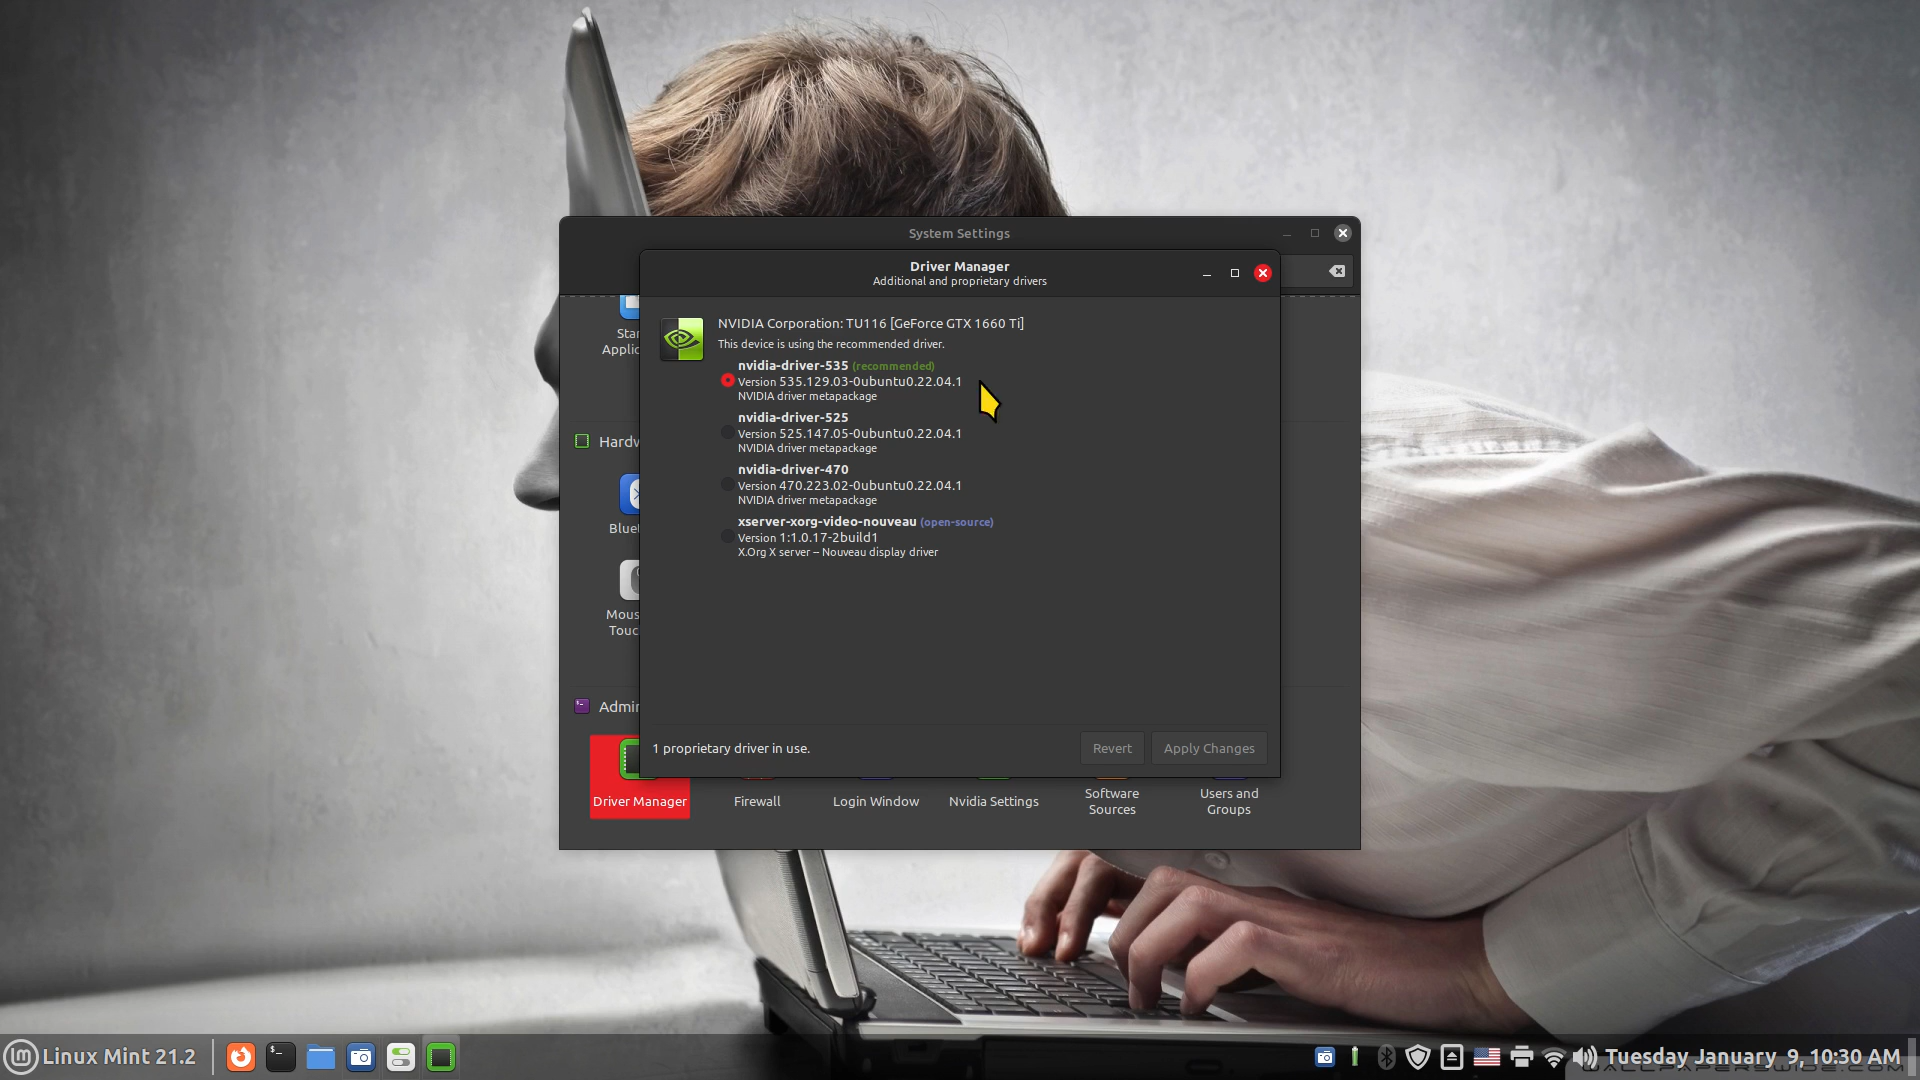 System Settings
Driver Manager
Additional and proprietary drivers
NVIDIA Corporation: TU116 [GeForce GTX 1660 Ti]
This device is using the recommended driver.
nvidia-driver-535 (recommended)
Version 535.129.03-0ubuntu0.22.04.1
NVIDIA driver metapackage
nvidia-driver-525
Version 525.147.05-0ubuntu0.22.04.1
NVIDIA driver metapackage
nvidia-driver-470
Version 470.223.02-0ubuntu0.22.04.1
NVIDIA driver metapackage
xserver-xorg-video-nouveau (open-source)
Version 1:1.0.17-2build1
X.Org X server -- Nouveau display driver
1 proprietary driver in use.
Revert Apply Changes
Star
Applic
Hardw
Blue
Mous
Touc
Admin
Driver Manager Firewall Login Window Nvidia Settings Software Sources Users and Groups
Linux Mint 21.2
Tuesday January 9, 10:30 AM